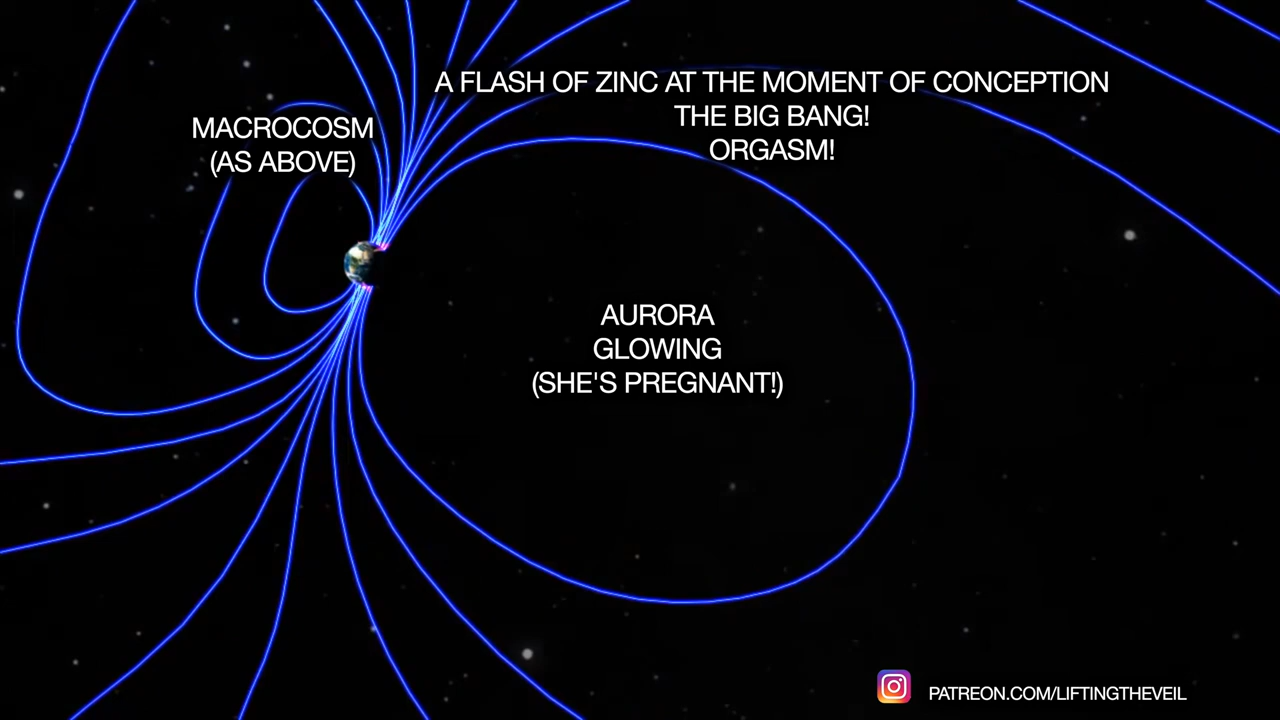 A FLASH OF ZINC AT THE MOMENT OF CONCEPTION
THE BIG BANG!
ORGASM!
MACROCOSM
(AS ABOVE)
AURORA
GLOWING
(SHE'S PREGNANT!)
PATREON.COM/LIFTINGTHEVEIL